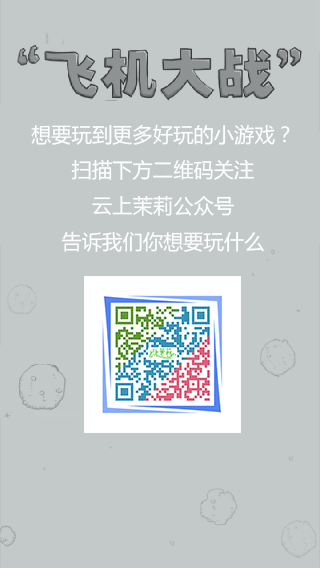 “飞机大战”
想要玩到更多好玩的小游戏？
扫描下方二维码关注
云上茉莉公众号
告诉我们你想要玩什么